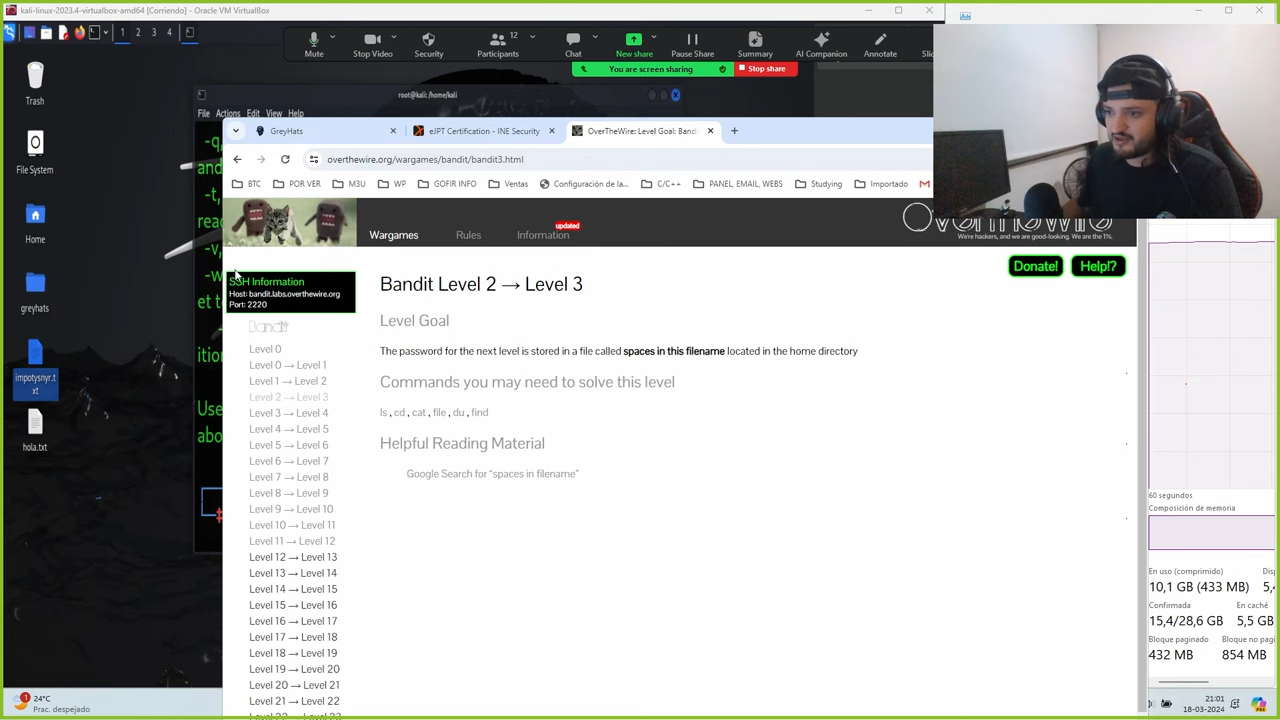 kali-linux-2023.4-virtualbox-amd64 [Corriendo] - Oracle VM VirtualBox
1 2 3 4
Mute
Stop Video
Security
12
Participants
Chat
New share
Pause Share
Summary
AI Companion
Annotate
You are screen sharing
Stop share
Trash
File System
Home
greyhats
impotysnyr.t
xt
hola.txt
root@kali: /home/kali
File Actions Edit View Help
GreyHats
eJPT Certification - INE Security
OverTheWire: Level Goal: Band
overthewire.org/wargames/bandit/bandit3.html
BTC
POR VER
M3U
WP
GOFIR INFO
Ventas
Configuración de la...
C/C++
PANEL, EMAIL, WEBS
Studying
Importado
Wargames
Rules
Information
updated
We're hackers, and we are good-looking. We are the 1%.
Donate!
Help!?
SSH Information
Host: bandit.labs.overthewire.org
Port: 2220
Bandit
Level 0
Level 0 → Level 1
Level 1 → Level 2
Level 2 → Level 3
Level 3 → Level 4
Level 4 → Level 5
Level 5 → Level 6
Level 6 → Level 7
Level 7 → Level 8
Level 8 → Level 9
Level 9 → Level 10
Level 10 → Level 11
Level 11 → Level 12
Level 12 → Level 13
Level 13 → Level 14
Level 14 → Level 15
Level 15 → Level 16
Level 16 → Level 17
Level 17 → Level 18
Level 18 → Level 19
Level 19 → Level 20
Level 20 → Level 21
Level 21 → Level 22
Bandit Level 2 → Level 3
Level Goal
The password for the next level is stored in a file called spaces in this filename located in the home directory
Commands you may need to solve this level
ls , cd , cat , file , du , find
Helpful Reading Material
Google Search for “spaces in filename”
60 segundos
Composición de memoria
En uso (comprimido)
10,1 GB (433 MB)
Confirmada
En caché
15,4/28,6 GB
5,5 GB
Bloque paginado
432 MB
854 MB
24°C
Prac. despejado
21:01
18-03-2024